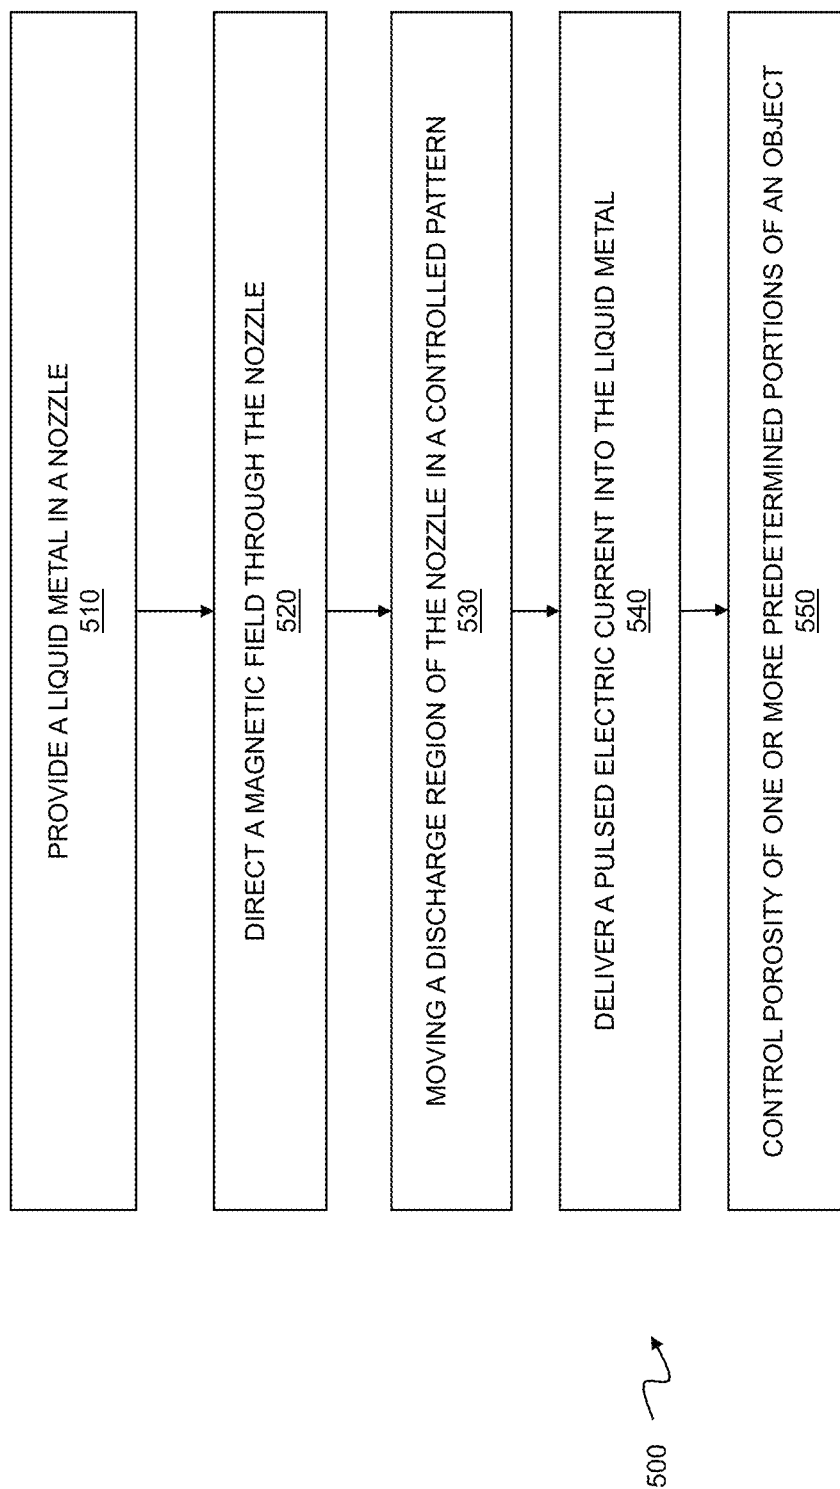 PROVIDE A LIQUID METAL IN A NOZZLE
510
DIRECT A MAGNETIC FIELD THROUGH THE NOZZLE
520
MOVING A DISCHARGE REGION OF THE NOZZLE IN A CONTROLLED PATTERN
530
DELIVER A PULSED ELECTRIC CURRENT INTO THE LIQUID METAL
540
CONTROL POROSITY OF ONE OR MORE PREDETERMINED PORTIONS OF AN OBJECT
550
500